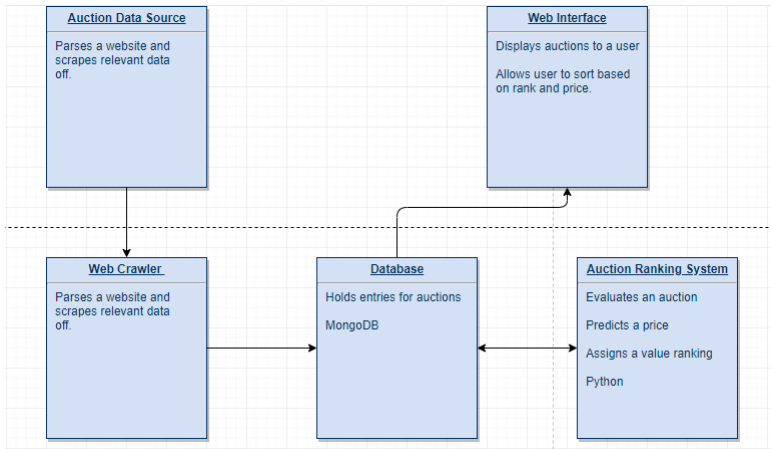 Auction Data Source
Parses a website and
scrapes relevant data
off.
Web Interface
Displays auctions to a user
Allows user to sort based
on rank and price.
Web Crawler
Parses a website and
scrapes relevant data
off.
Database
Holds entries for auctions
MongoDB
Auction Ranking System
Evaluates an auction
Predicts a price
Assigns a value ranking
Python